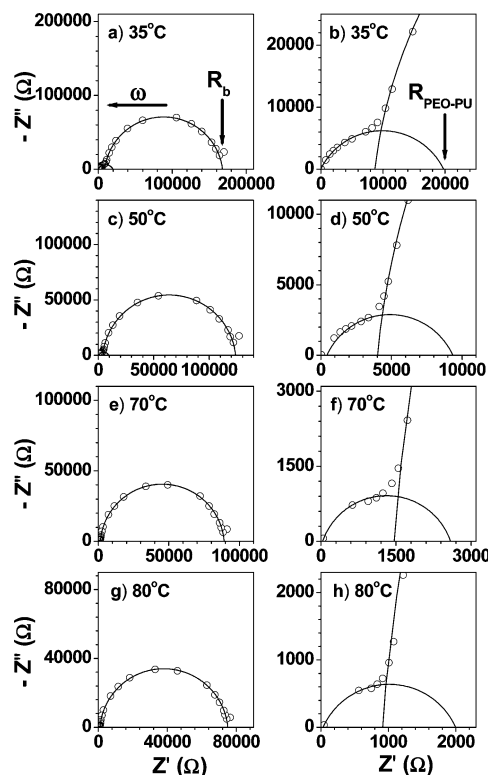 a) 35°C
R_b
ω
- Z'' (Ω)
200000
100000
0
0 100000 200000
b) 35°C
R_PEO-PU
20000
10000
0
0 10000 20000
c) 50°C
- Z'' (Ω)
100000
50000
0
0 50000 100000
d) 50°C
10000
5000
0
0 5000 10000
e) 70°C
- Z'' (Ω)
100000
50000
0
0 50000 100000
f) 70°C
3000
1500
0
0 1500 3000
g) 80°C
- Z'' (Ω)
80000
40000
0
0 40000 80000
Z' (Ω)
h) 80°C
2000
1000
0
0 1000 2000
Z' (Ω)